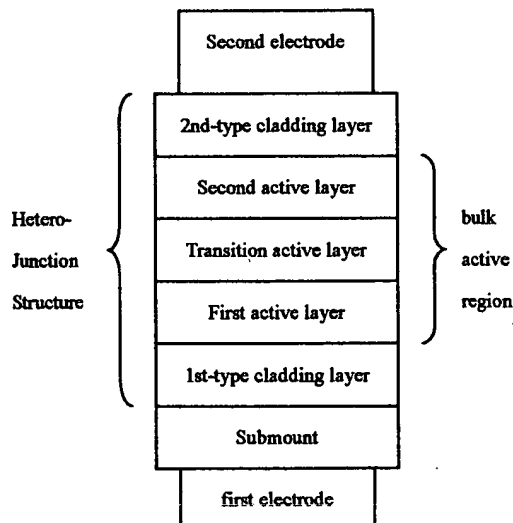 Second electrode
2nd-type cladding layer
Second active layer
Transition active layer
First active layer
1st-type cladding layer
Submount
first electrode
Hetero-
Junction
Structure
bulk
active
region